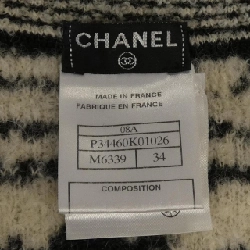 CHANEL
MADE IN FRANCE
FABRIQUE EN FRANCE
08A
P34460K01026
M6339 34
COMPOSITION